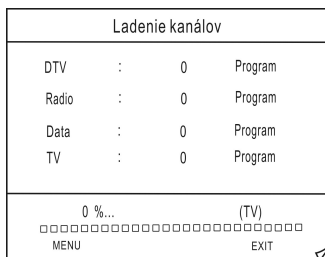 Ladenie kanálov
DTV : 0 Program
Radio : 0 Program
Data : 0 Program
TV : 0 Program
0 %... (TV)
MENU EXIT